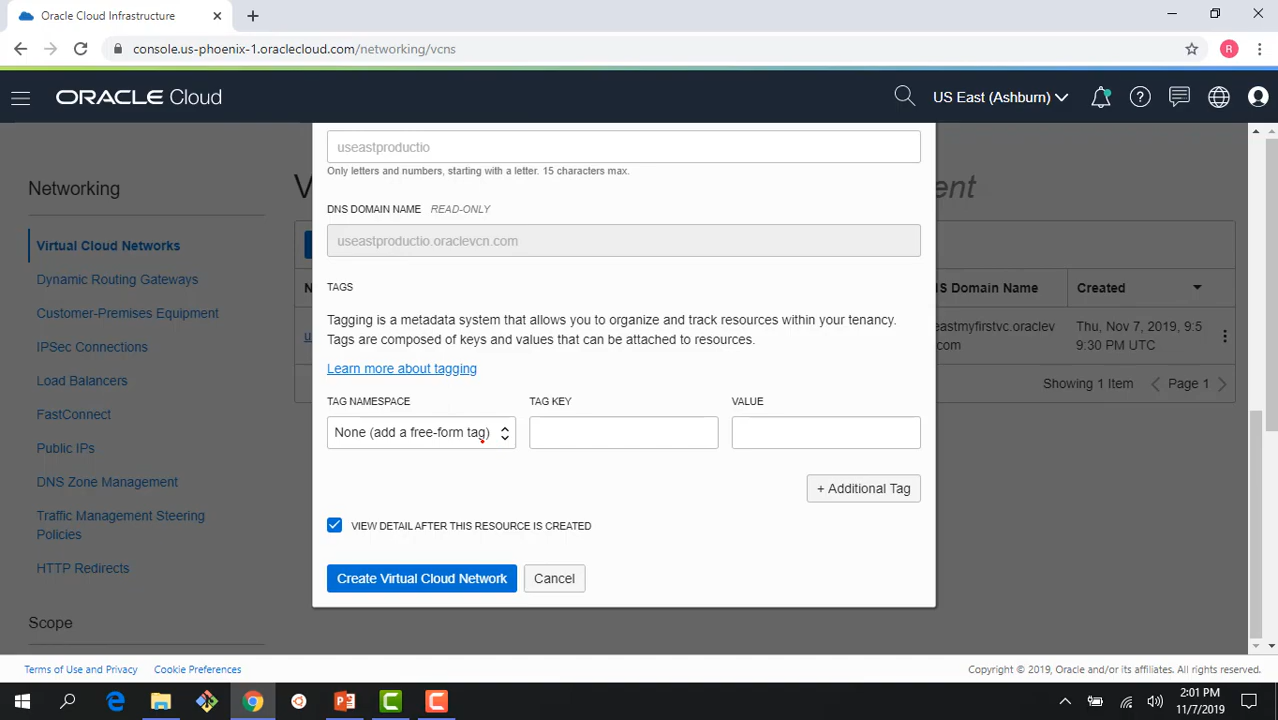 Oracle Cloud Infrastructure
console.us-phoenix-1.oraclecloud.com/networking/vcns
R
ORACLE Cloud
US East (Ashburn)
Networking
Virtual Cloud Networks
Dynamic Routing Gateways
Customer-Premises Equipment
IPSec Connections
Load Balancers
FastConnect
Public IPs
DNS Zone Management
Traffic Management Steering
Policies
HTTP Redirects
Scope
useastproductio
Only letters and numbers, starting with a letter. 15 characters max.
DNS DOMAIN NAME READ-ONLY
useastproductio.oraclevcn.com
TAGS
Tagging is a metadata system that allows you to organize and track resources within your tenancy.
Tags are composed of keys and values that can be attached to resources.
Learn more about tagging
TAG NAMESPACE TAG KEY VALUE
None (add a free-form tag)
+ Additional Tag
VIEW DETAIL AFTER THIS RESOURCE IS CREATED
Create Virtual Cloud Network Cancel
ent
S Domain Name Created
eastmyfirstvc.oraclev
com
Thu, Nov 7, 2019, 9:5
9:30 PM UTC
Showing 1 Item Page 1
Terms of Use and Privacy Cookie Preferences
Copyright © 2019, Oracle and/or its affiliates. All rights reserved.
2:01 PM
11/7/2019